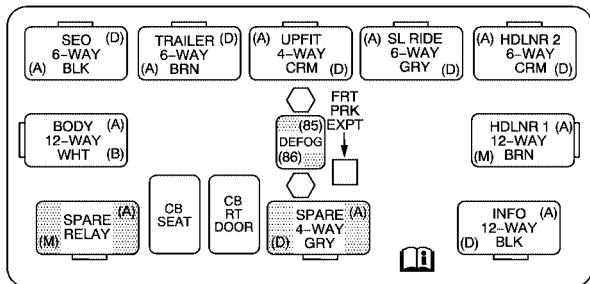 SEO (D)
6-WAY
(A) BLK
TRAILER (D)
6-WAY
(A) BRN
(A) UPFIT
4-WAY
CRM (D)
(A) SL RIDE
6-WAY
GRY (D)
(A) HDLNR 2
6-WAY
CRM (D)
BODY (A)
12-WAY
WHT (B)
(85)
DEFOG
(86)
FRT
PRK
EXPT
HDLNR 1 (A)
12-WAY
(M) BRN
SPARE (A)
(M) RELAY
CB
SEAT
CB
RT
DOOR
SPARE (A)
4-WAY
(D) GRY
INFO (A)
12-WAY
(D) BLK